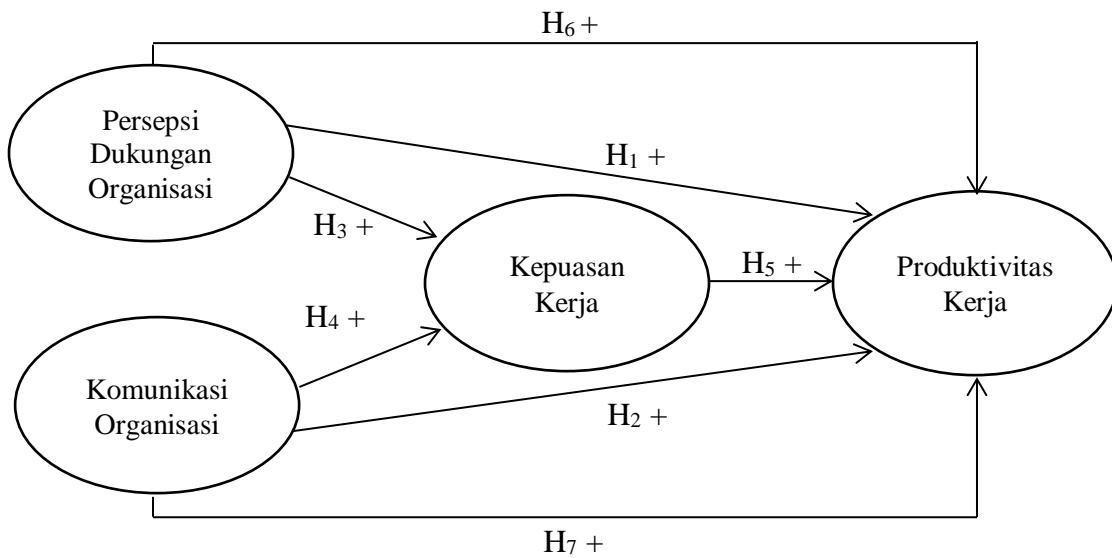 H₆ +
Persepsi
Dukungan
Organisasi
H₁ +
H₃ +
Kepuasan
Kerja
H₅ +
Produktivitas
Kerja
H₄ +
Komunikasi
Organisasi
H₂ +
H₇ +